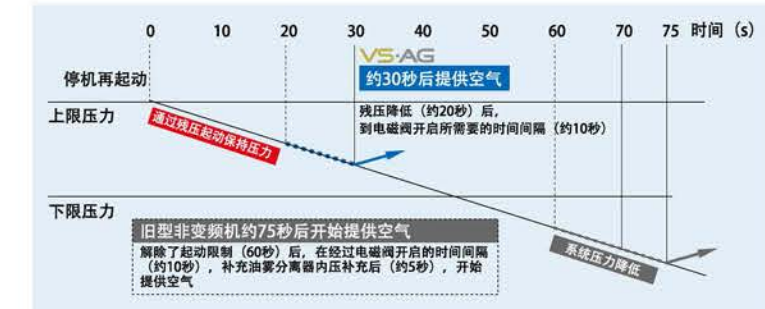 0 10 20 30 40 50 60 70 75 时间（s）
VS·AG
停机再起动
约30秒后提供空气
上限压力
通过残压起动保持压力
残压降低（约20秒）后，
到电磁阀开启所需要的时间间隔（约10秒）
下限压力
旧型非变频机约75秒后开始提供空气
解除了起动限制（60秒）后，在经过电磁阀开启的时间间隔
（约10秒），补充油雾分离器内压补充后（约5秒），开始
提供空气
系统压力降低